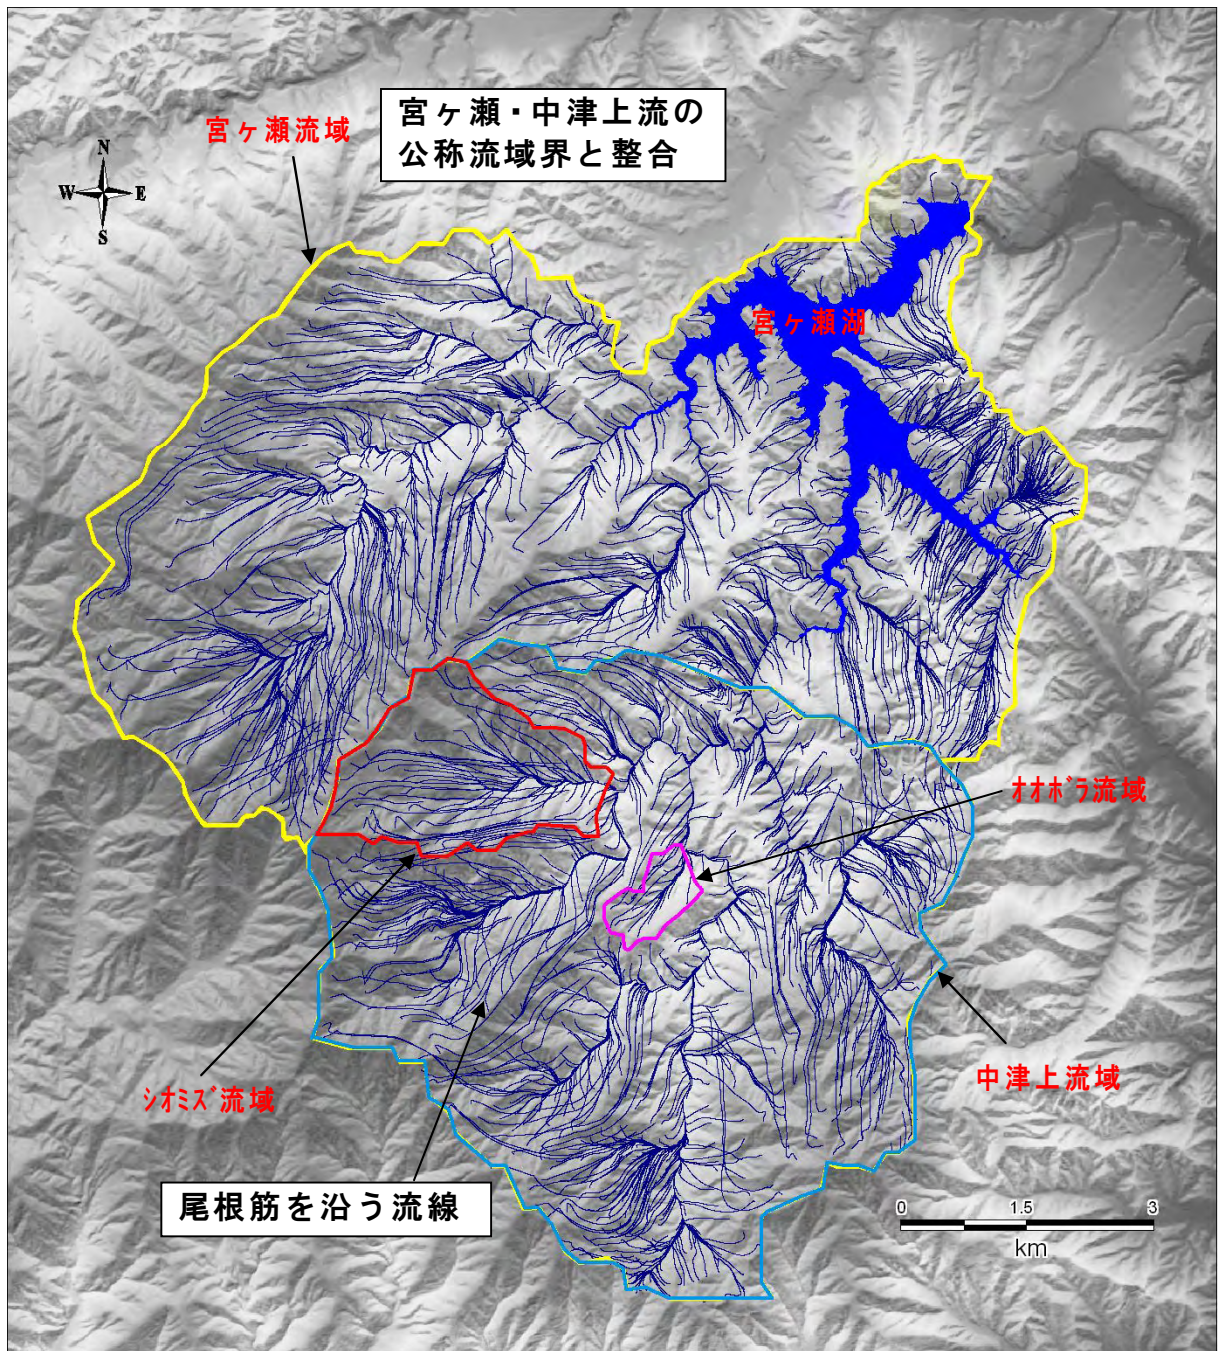 宮ヶ瀬・中津上流の
公称流域界と整合
宮ヶ瀬流域
N
W
E
S
宮ヶ瀬湖
ｵｵﾎﾞﾗ流域
中津上流域
ｼｵﾐｽﾞ流域
尾根筋を沿う流線
0 1.5 3
km